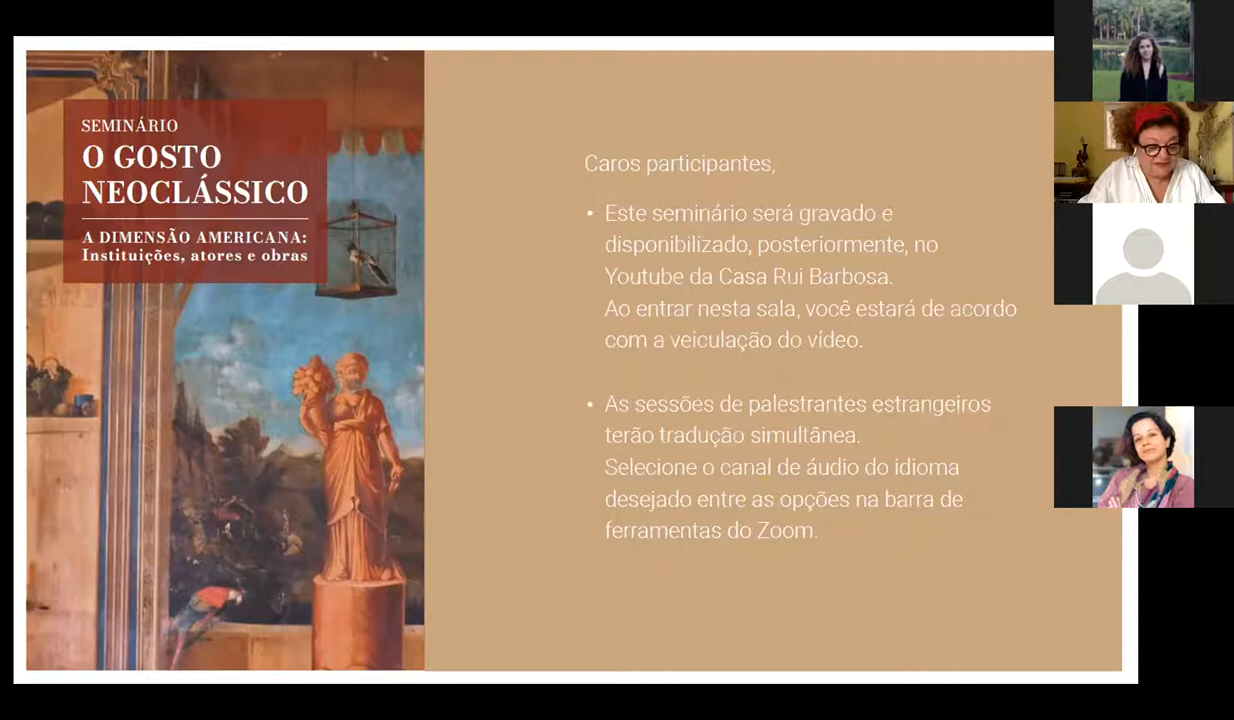 SEMINÁRIO
O GOSTO
NEOCLÁSSICO
A DIMENSÃO AMERICANA:
Instituições, atores e obras
Caros participantes,
• Este seminário será gravado e
disponibilizado, posteriormente, no
Youtube da Casa Rui Barbosa.
Ao entrar nesta sala, você estará de acordo
com a veiculação do vídeo.
• As sessões de palestrantes estrangeiros
terão tradução simultânea.
Selecione o canal de áudio do idioma
desejado entre as opções na barra de
ferramentas do Zoom.